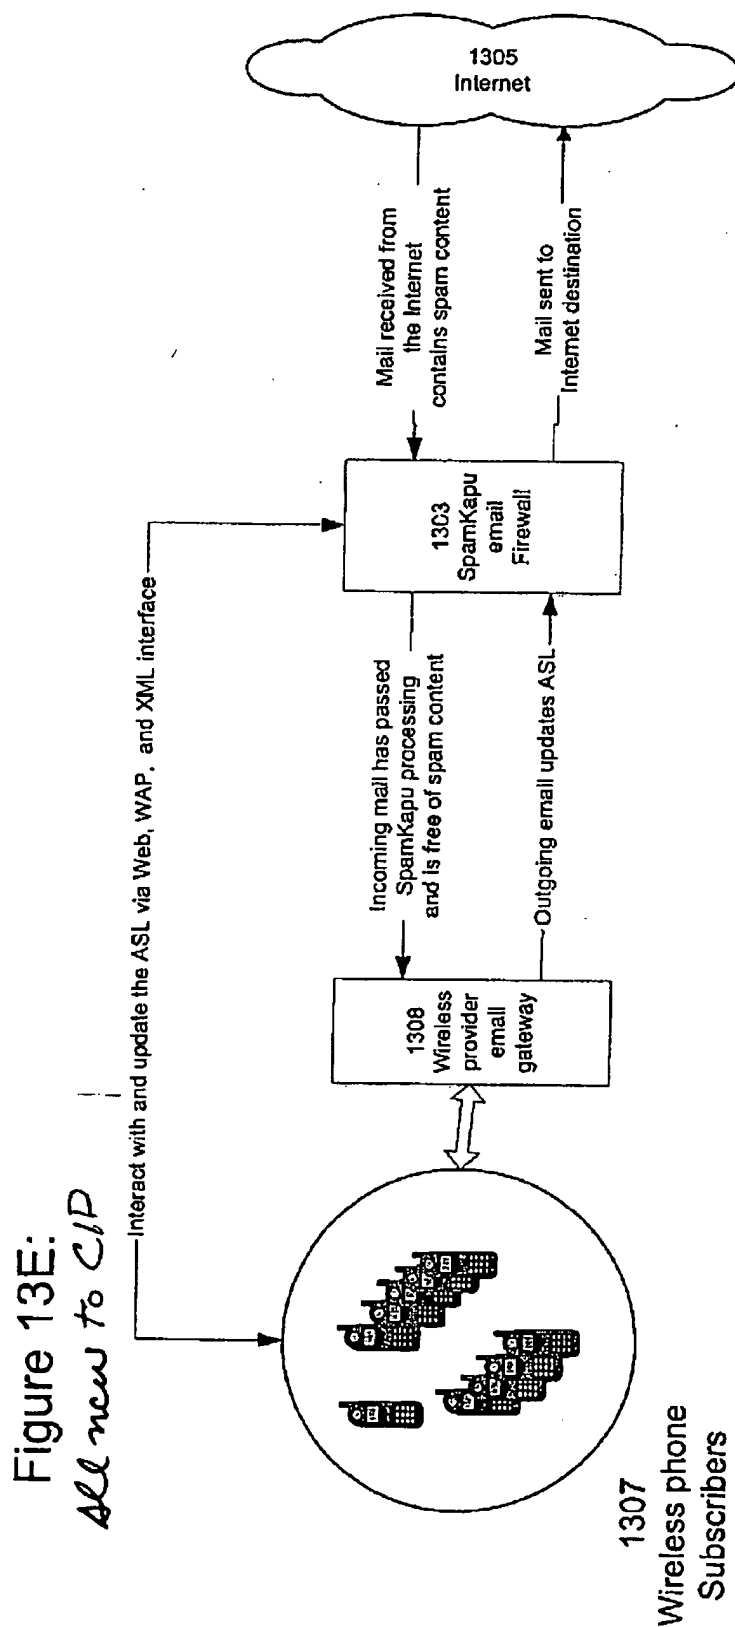 Figure 13E:
All new to CIP
Interact with and update the ASL via Web, WAP, and XML interface
1307
Wireless phone
Subscribers
1308
Wireless
provider
email
gateway
Incoming mail has passed
SpamKapu processing
and is free of spam content
Outgoing email updates ASL
1303
SpamKapu
email
Firewall
Mail received from
the Internet
contains spam content
Mail sent to
Internet destination
1305
Internet